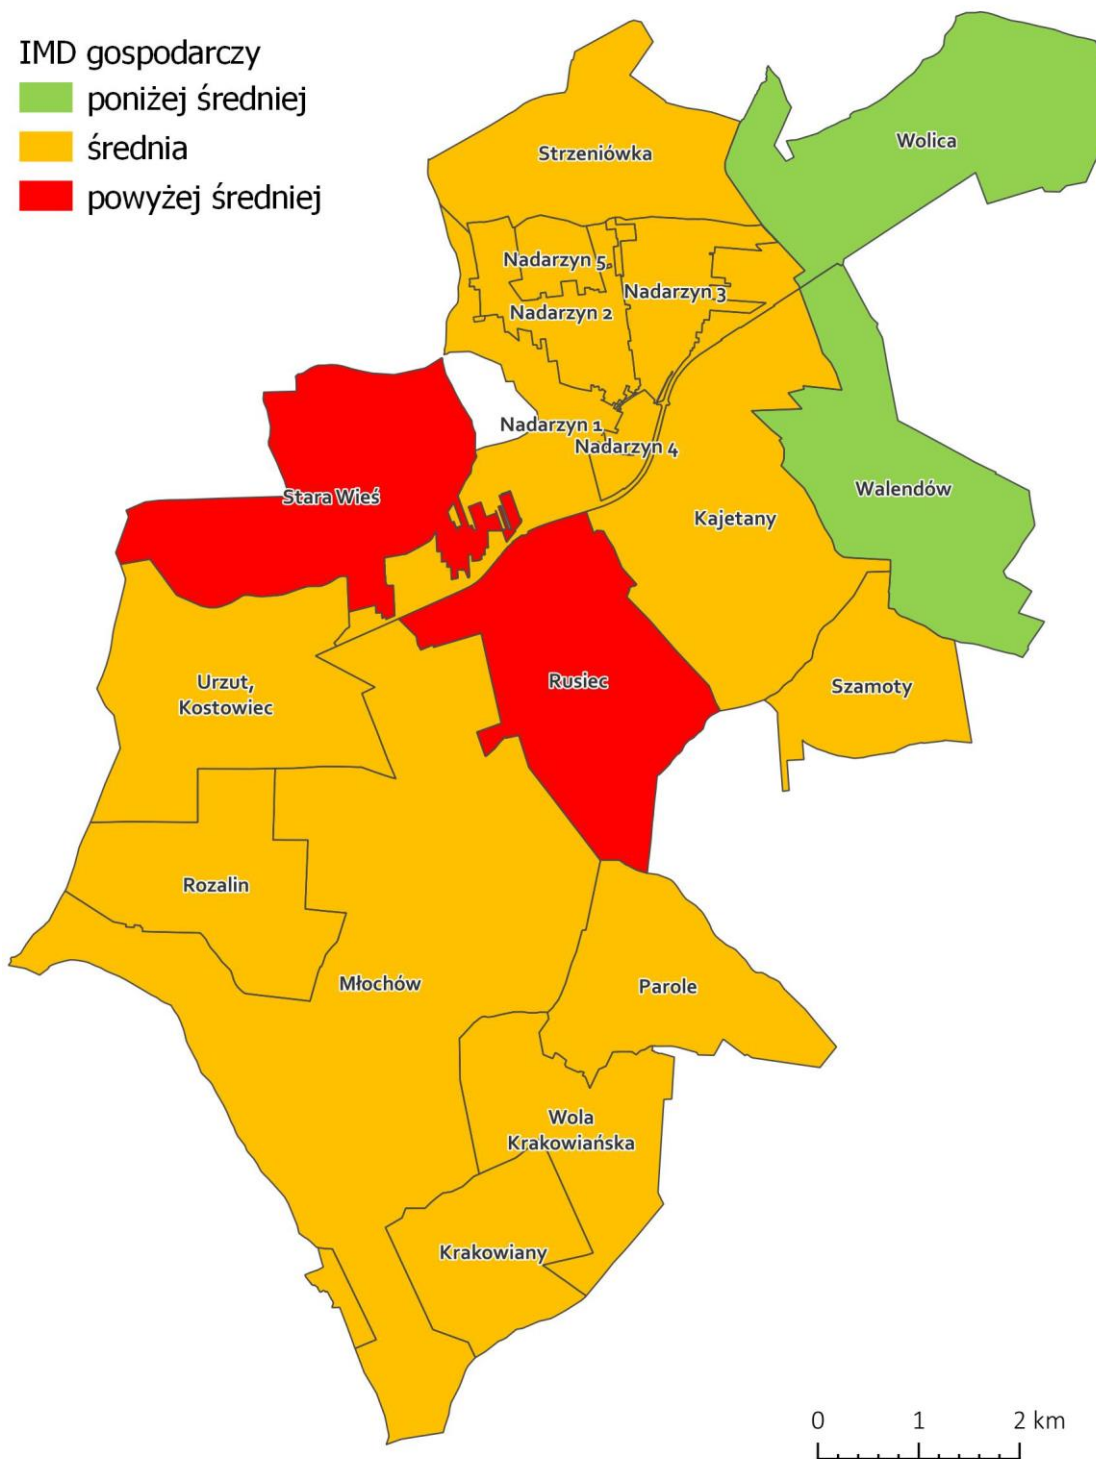 IMD gospodarczy
poniżej średniej
średnia
powyżej średniej
Strzeniówka
Wolica
Nadarzyn 5
Nadarzyn 3
Nadarzyn 2
Nadarzyn 1
Nadarzyn 4
Stara Wieś
Walendów
Kajetany
Urzut,
Kostowiec
Rusiec
Szamoty
Rozalin
Młochów
Parole
Wola
Krakowiańska
Krakowiany
0 1 2 km